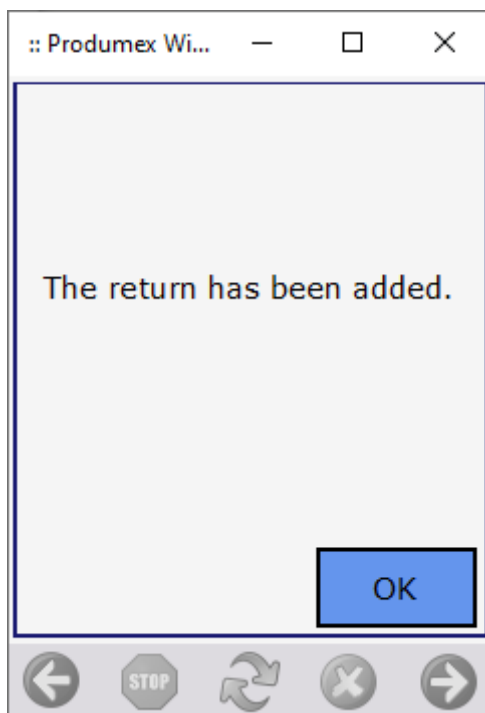 :: Produmex Wi...
The return has been added.
OK
STOP